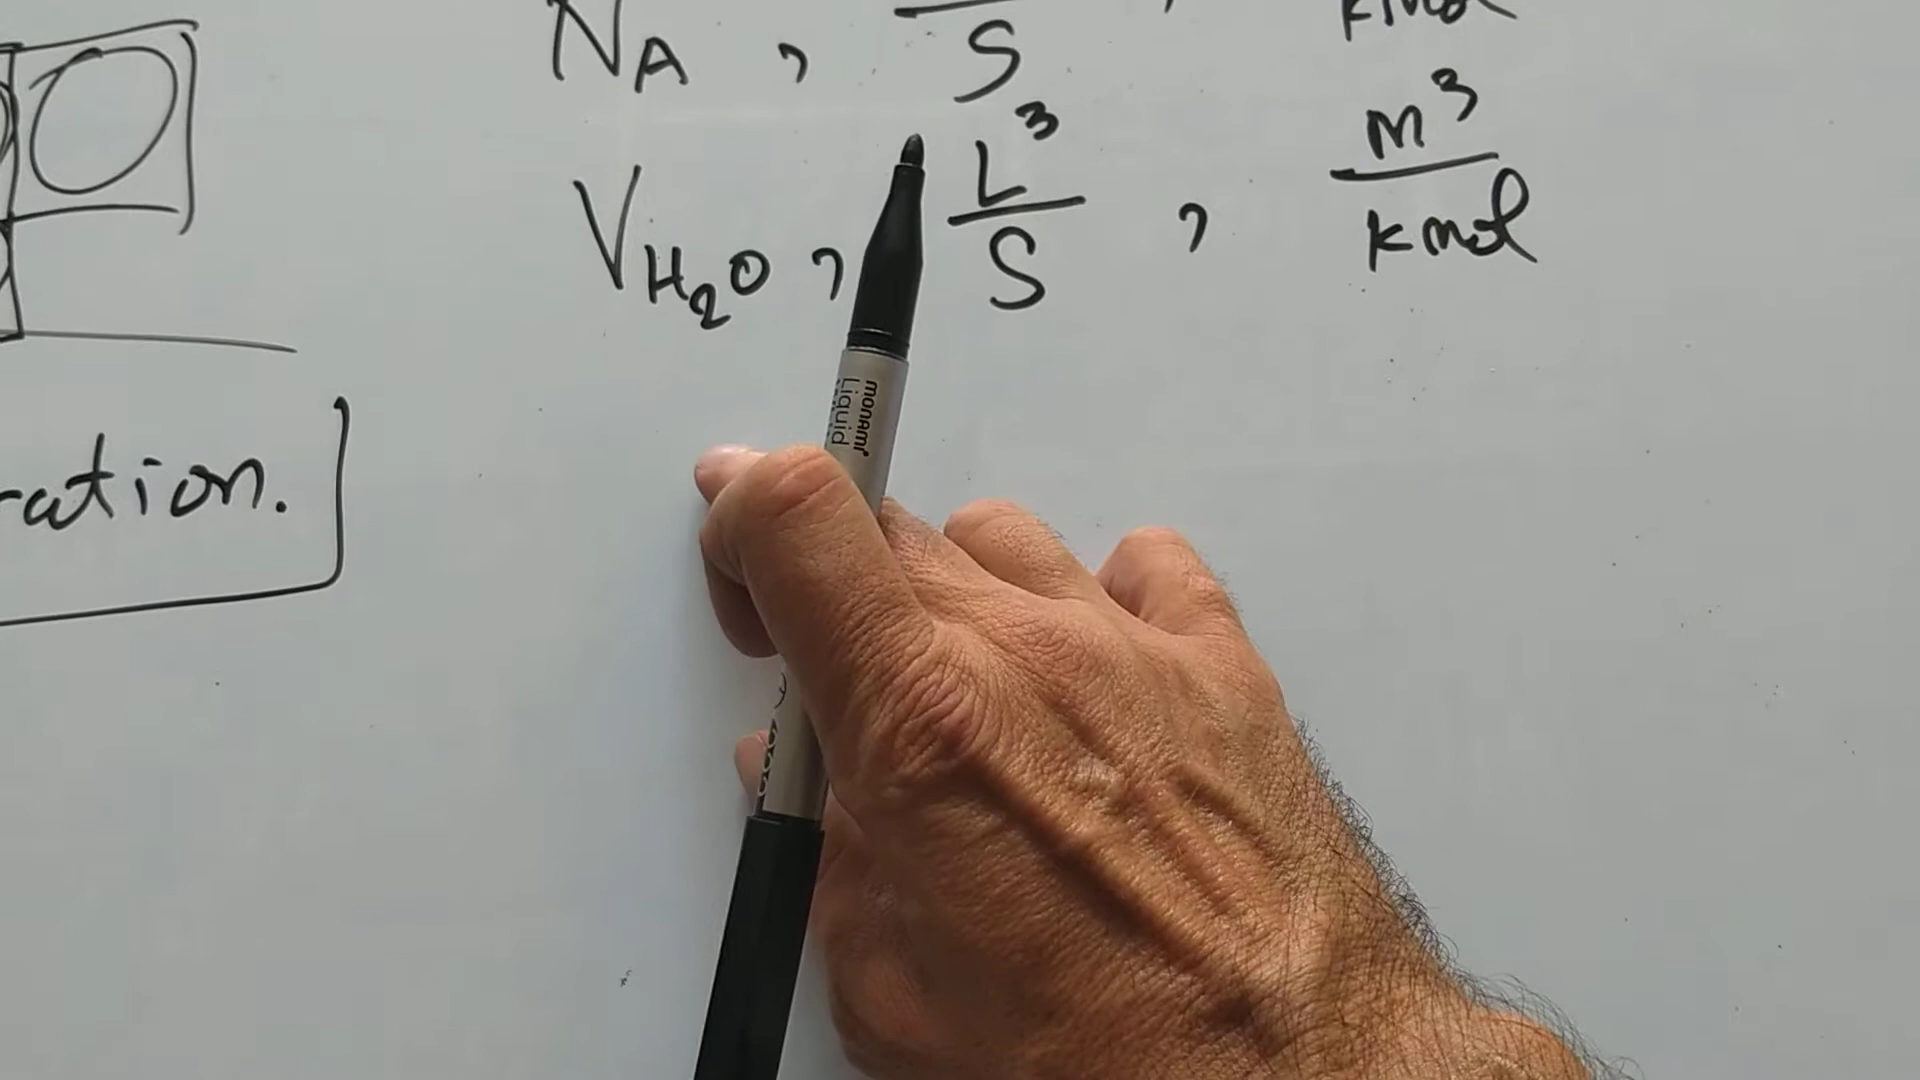 N_A , —/S , kmol
V_H₂O , L³/S , m³/kmol
ration.
monami
Liquid